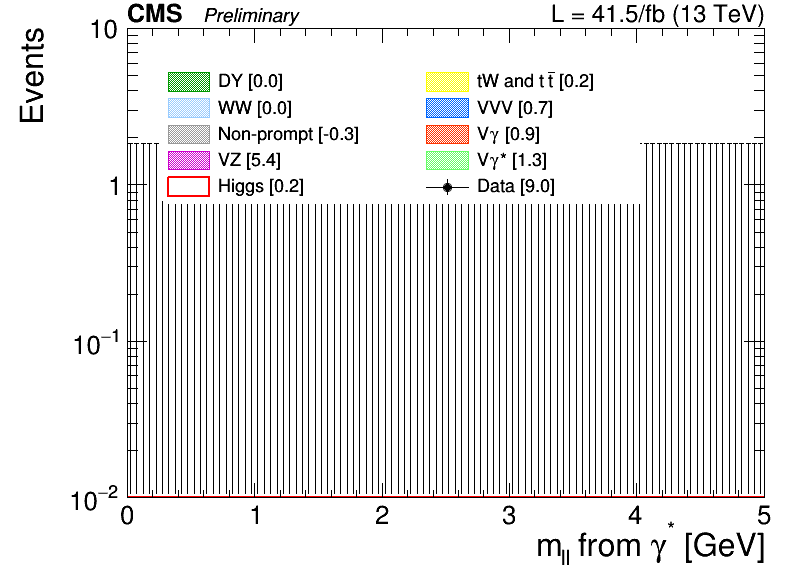 CMS Preliminary L = 41.5/fb (13 TeV)
Events
10
1
10⁻¹
10⁻²
DY [0.0]
WW [0.0]
Non-prompt [-0.3]
VZ [5.4]
Higgs [0.2]
tW and tt̅ [0.2]
VVV [0.7]
Vγ [0.9]
Vγ* [1.3]
Data [9.0]
0 1 2 3 4 5
m_ll from γ* [GeV]